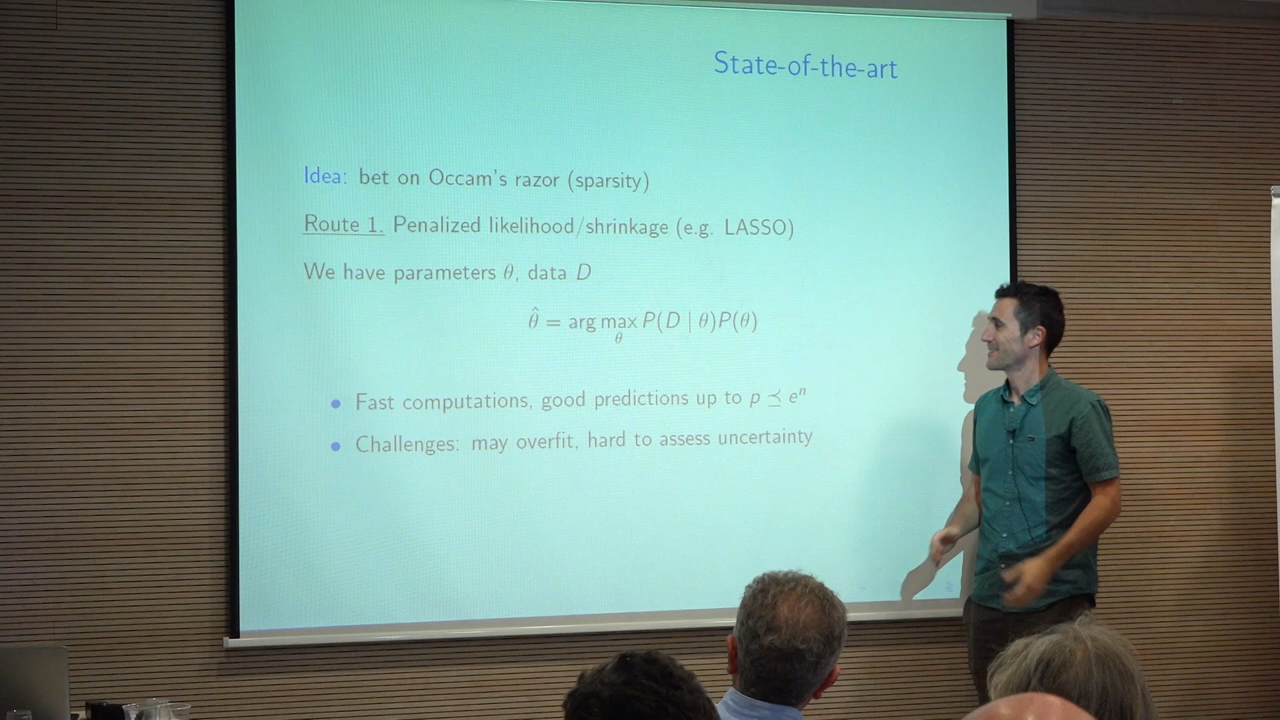 State-of-the-art
Idea: bet on Occam's razor (sparsity)
Route 1. Penalized likelihood/shrinkage (e.g. LASSO)
We have parameters θ, data D
θ̂ = arg max P(D | θ)P(θ)
θ
• Fast computations, good predictions up to p ⪯ eⁿ
• Challenges: may overfit, hard to assess uncertainty